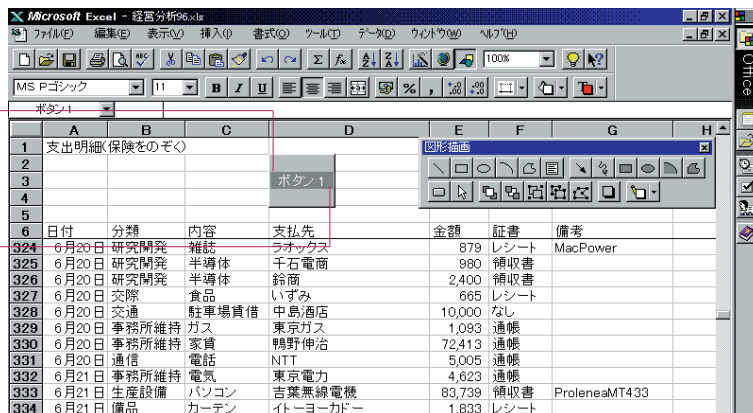 Microsoft Excel - 経営分析96.xls
ファイル(F) 編集(E) 表示(V) 挿入(I) 書式(O) ツール(T) データ(D) ウィンドウ(W) ヘルプ(H)
100%
MS Pゴシック 11 B I U % ,
ボタン 1
Office
A B C D E F G H
1 支出明細(保険をのぞく)
図形描画
2
3 ボタン 1
4
5
6 日付 分類 内容 支払先 金額 証書 備考
324 6月20日 研究開発 雑誌 ラオックス 879 レシート MacPower
325 6月20日 研究開発 半導体 千石電商 980 領収書
326 6月20日 研究開発 半導体 鈴商 2,400 領収書
327 6月20日 交際 食品 いずみ 665 レシート
328 6月20日 交通 駐車場賃借 中島酒店 10,000 なし
329 6月20日 事務所維持 ガス 東京ガス 1,093 通帳
330 6月20日 事務所維持 家賃 鴨野伸治 72,413 通帳
331 6月20日 通信 電話 NTT 5,005 通帳
332 6月21日 事務所維持 電気 東京電力 4,623 通帳
333 6月21日 生産設備 パソコン 吉葉無線電機 83,739 領収書 ProleneaMT433
334 6月21日 備品 カーテン イトーヨーカドー 1,833 レシート